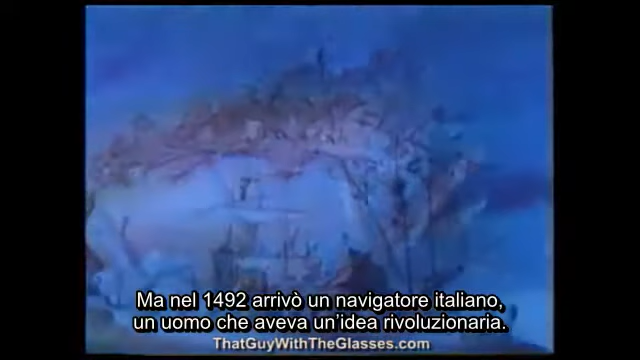 Ma nel 1492 arrivò un navigatore italiano,
un uomo che aveva un'idea rivoluzionaria.
ThatGuyWithTheGlasses.com